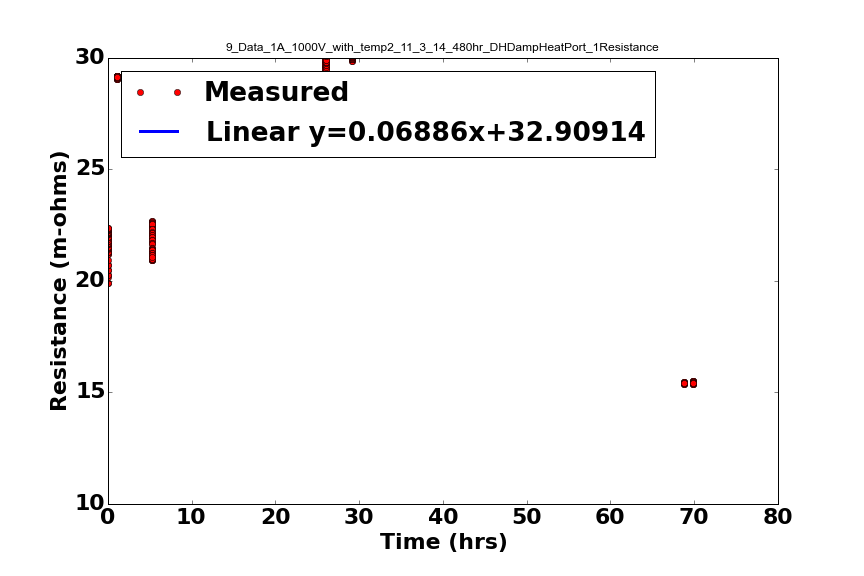 9_Data_1A_1000V_with_temp2_11_3_14_480hr_DHDampHeatPort_1Resistance
30
Measured
Linear y=0.06886x+32.90914
25
20
15
10
Resistance (m-ohms)
0 10 20 30 40 50 60 70 80
Time (hrs)